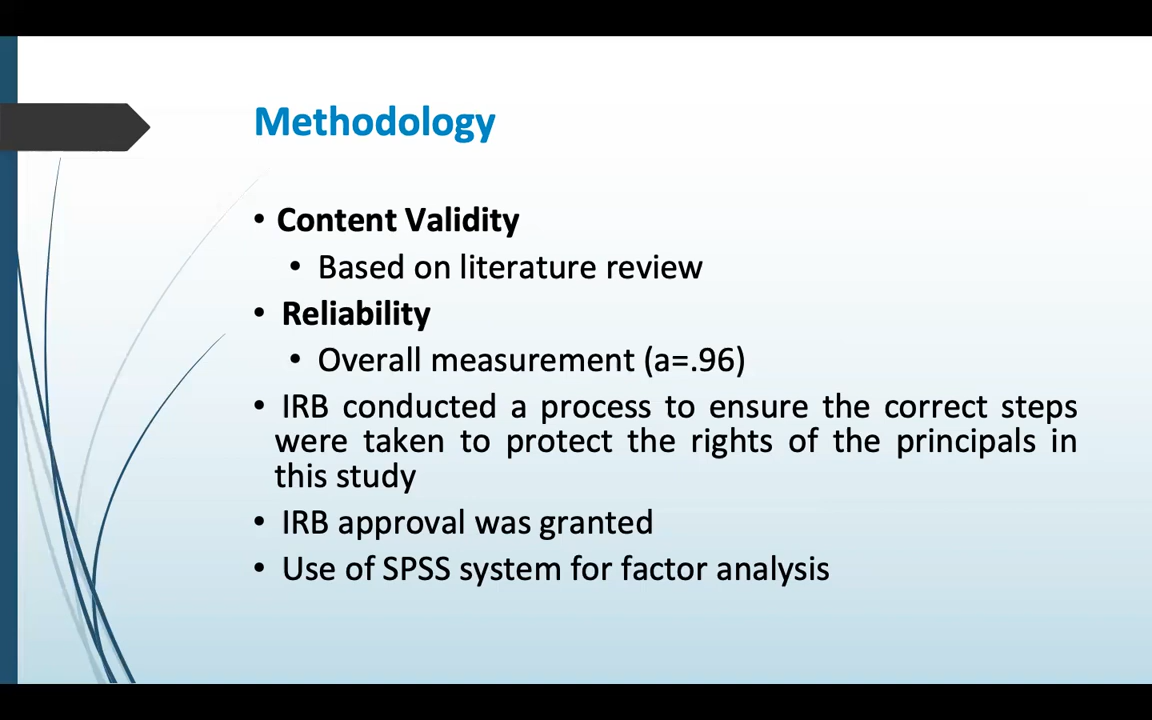 Methodology
• Content Validity
• Based on literature review
• Reliability
• Overall measurement (a=.96)
• IRB conducted a process to ensure the correct steps
were taken to protect the rights of the principals in
this study
• IRB approval was granted
• Use of SPSS system for factor analysis